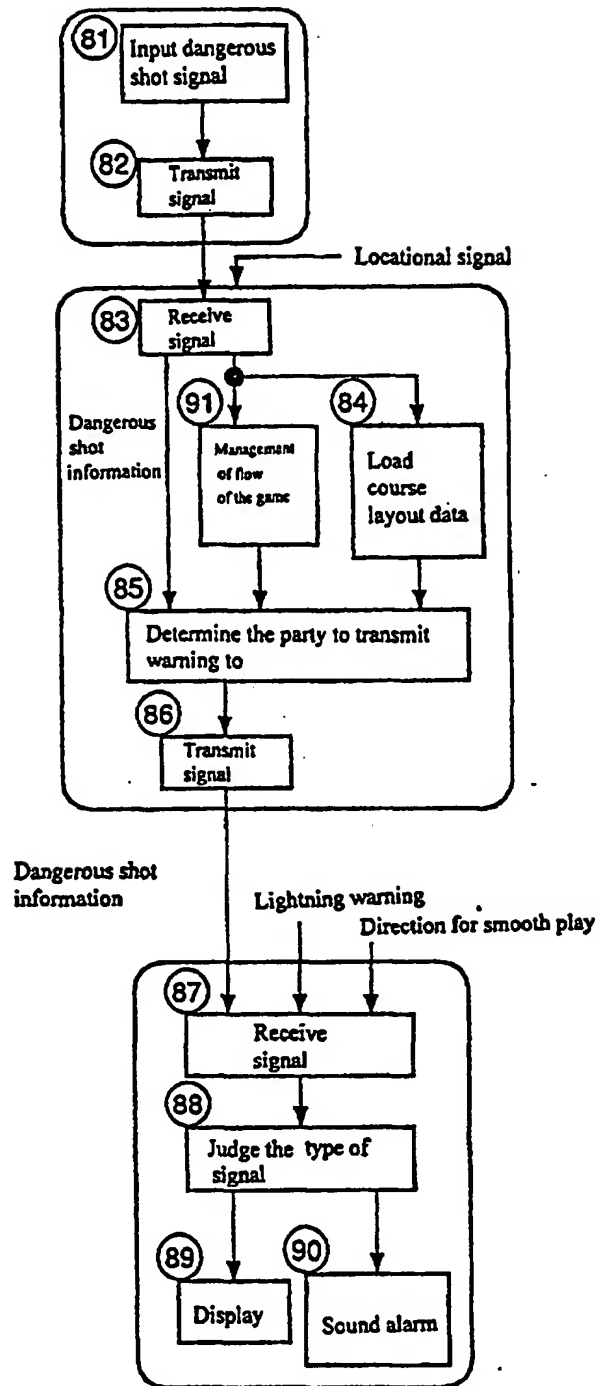 81
Input dangerous
shot signal
82
Transmit
signal
Locational signal
83
Receive
signal
Dangerous
shot
information
91
Management
of flow
of the game
84
Load
course
layout data
85
Determine the party to transmit
warning to
86
Transmit
signal
Dangerous shot
information
Lightning warning
Direction for smooth play
87
Receive
signal
88
Judge the type of
signal
89
Display
90
Sound alarm